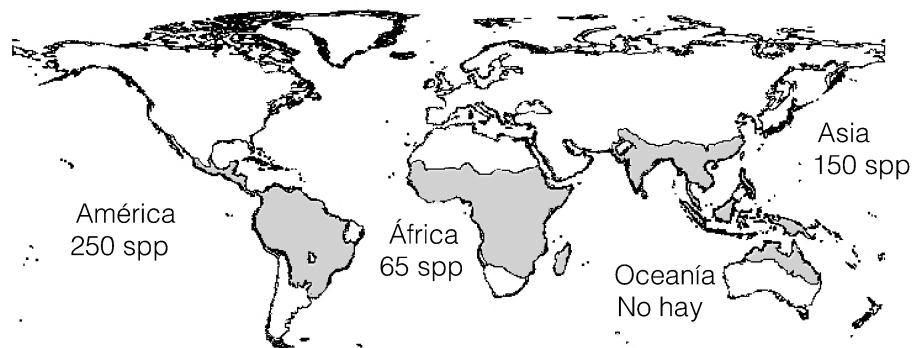 América
250 spp
África
65 spp
Asia
150 spp
Oceanía
No hay